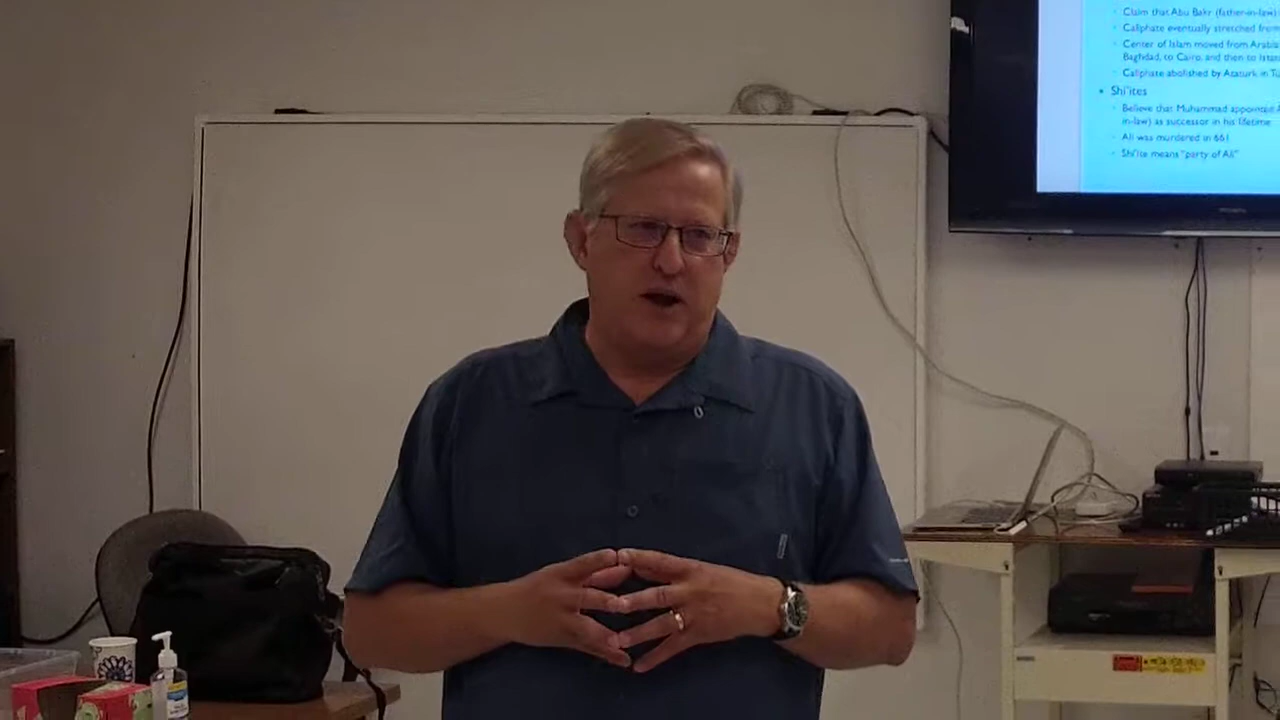 Claim that Abu Bakr (father-in-law)
Caliphate eventually stretched from
Center of Islam moved from Arabia
Baghdad, to Cairo, and then to Istan
Caliphate abolished by Ataturk in Tu
• Shi'ites
Believe that Muhammad appointed A
in-law) as successor in his lifetime
Ali was murdered in 661
Shi'ite means "party of Ali"